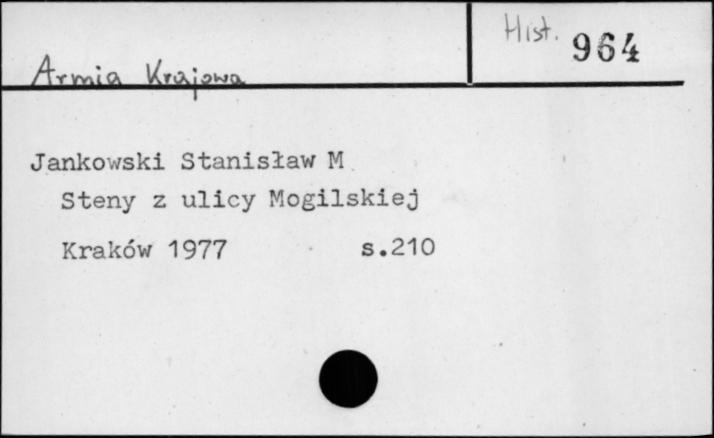 Armia Krajowa
Hist. 964
Jankowski Stanisław M
Steny z ulicy Mogilskiej
Kraków 1977 s.210